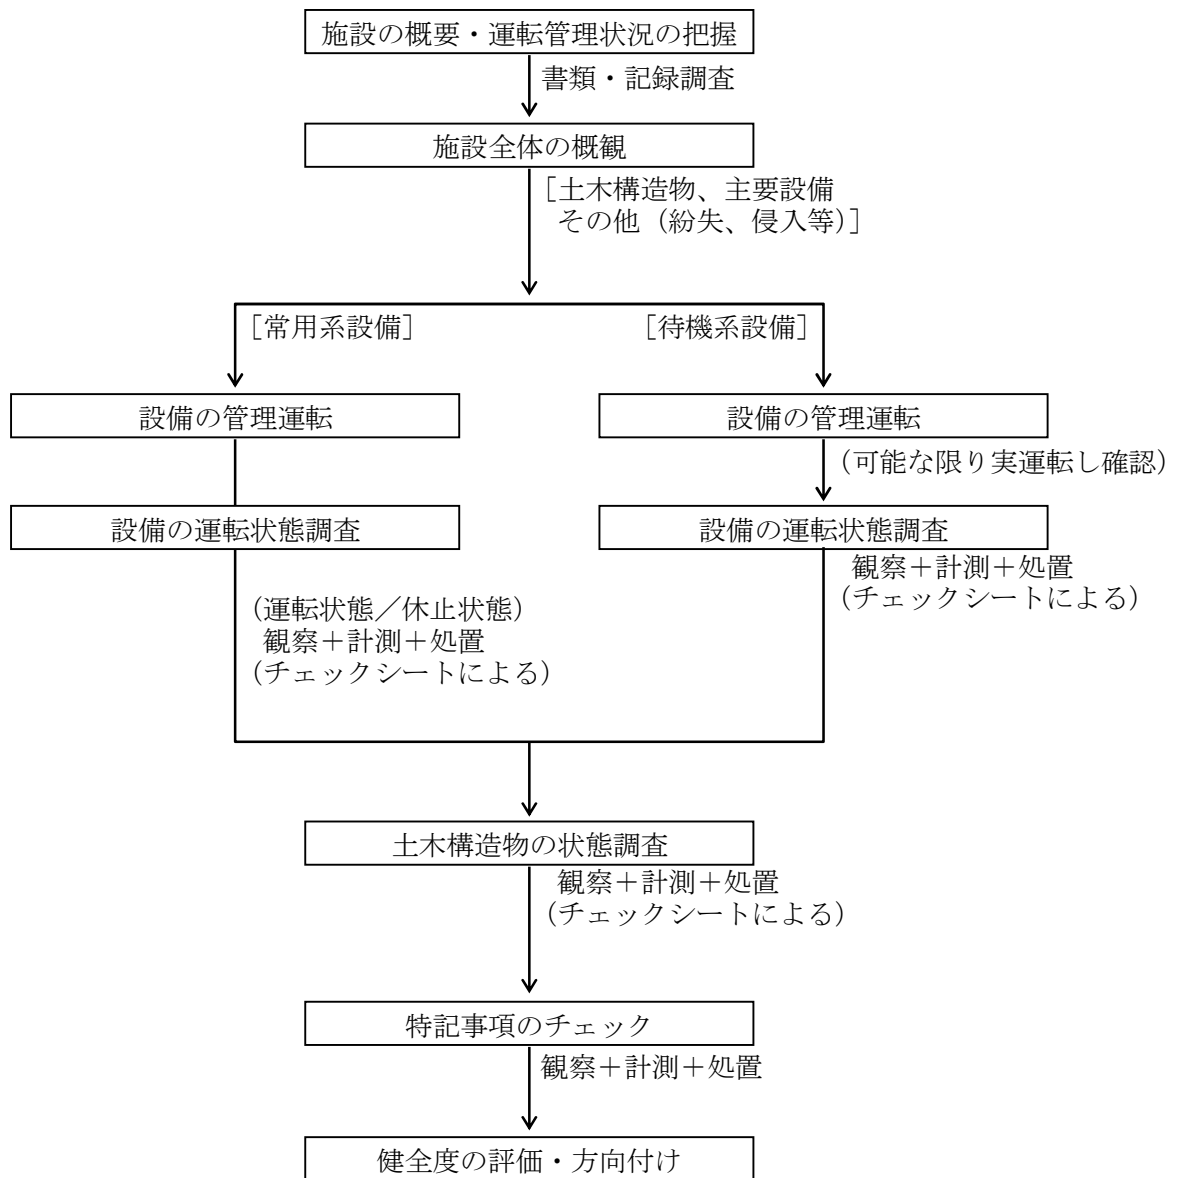 施設の概要・運転管理状況の把握
書類・記録調査
施設全体の概観
[土木構造物、主要設備
その他（紛失、侵入等）]
[常用系設備]
[待機系設備]
設備の管理運転
設備の管理運転
（可能な限り実運転し確認）
設備の運転状態調査
設備の運転状態調査
観察＋計測＋処置
（チェックシートによる）
（運転状態／休止状態）
観察＋計測＋処置
（チェックシートによる）
土木構造物の状態調査
観察＋計測＋処置
（チェックシートによる）
特記事項のチェック
観察＋計測＋処置
健全度の評価・方向付け